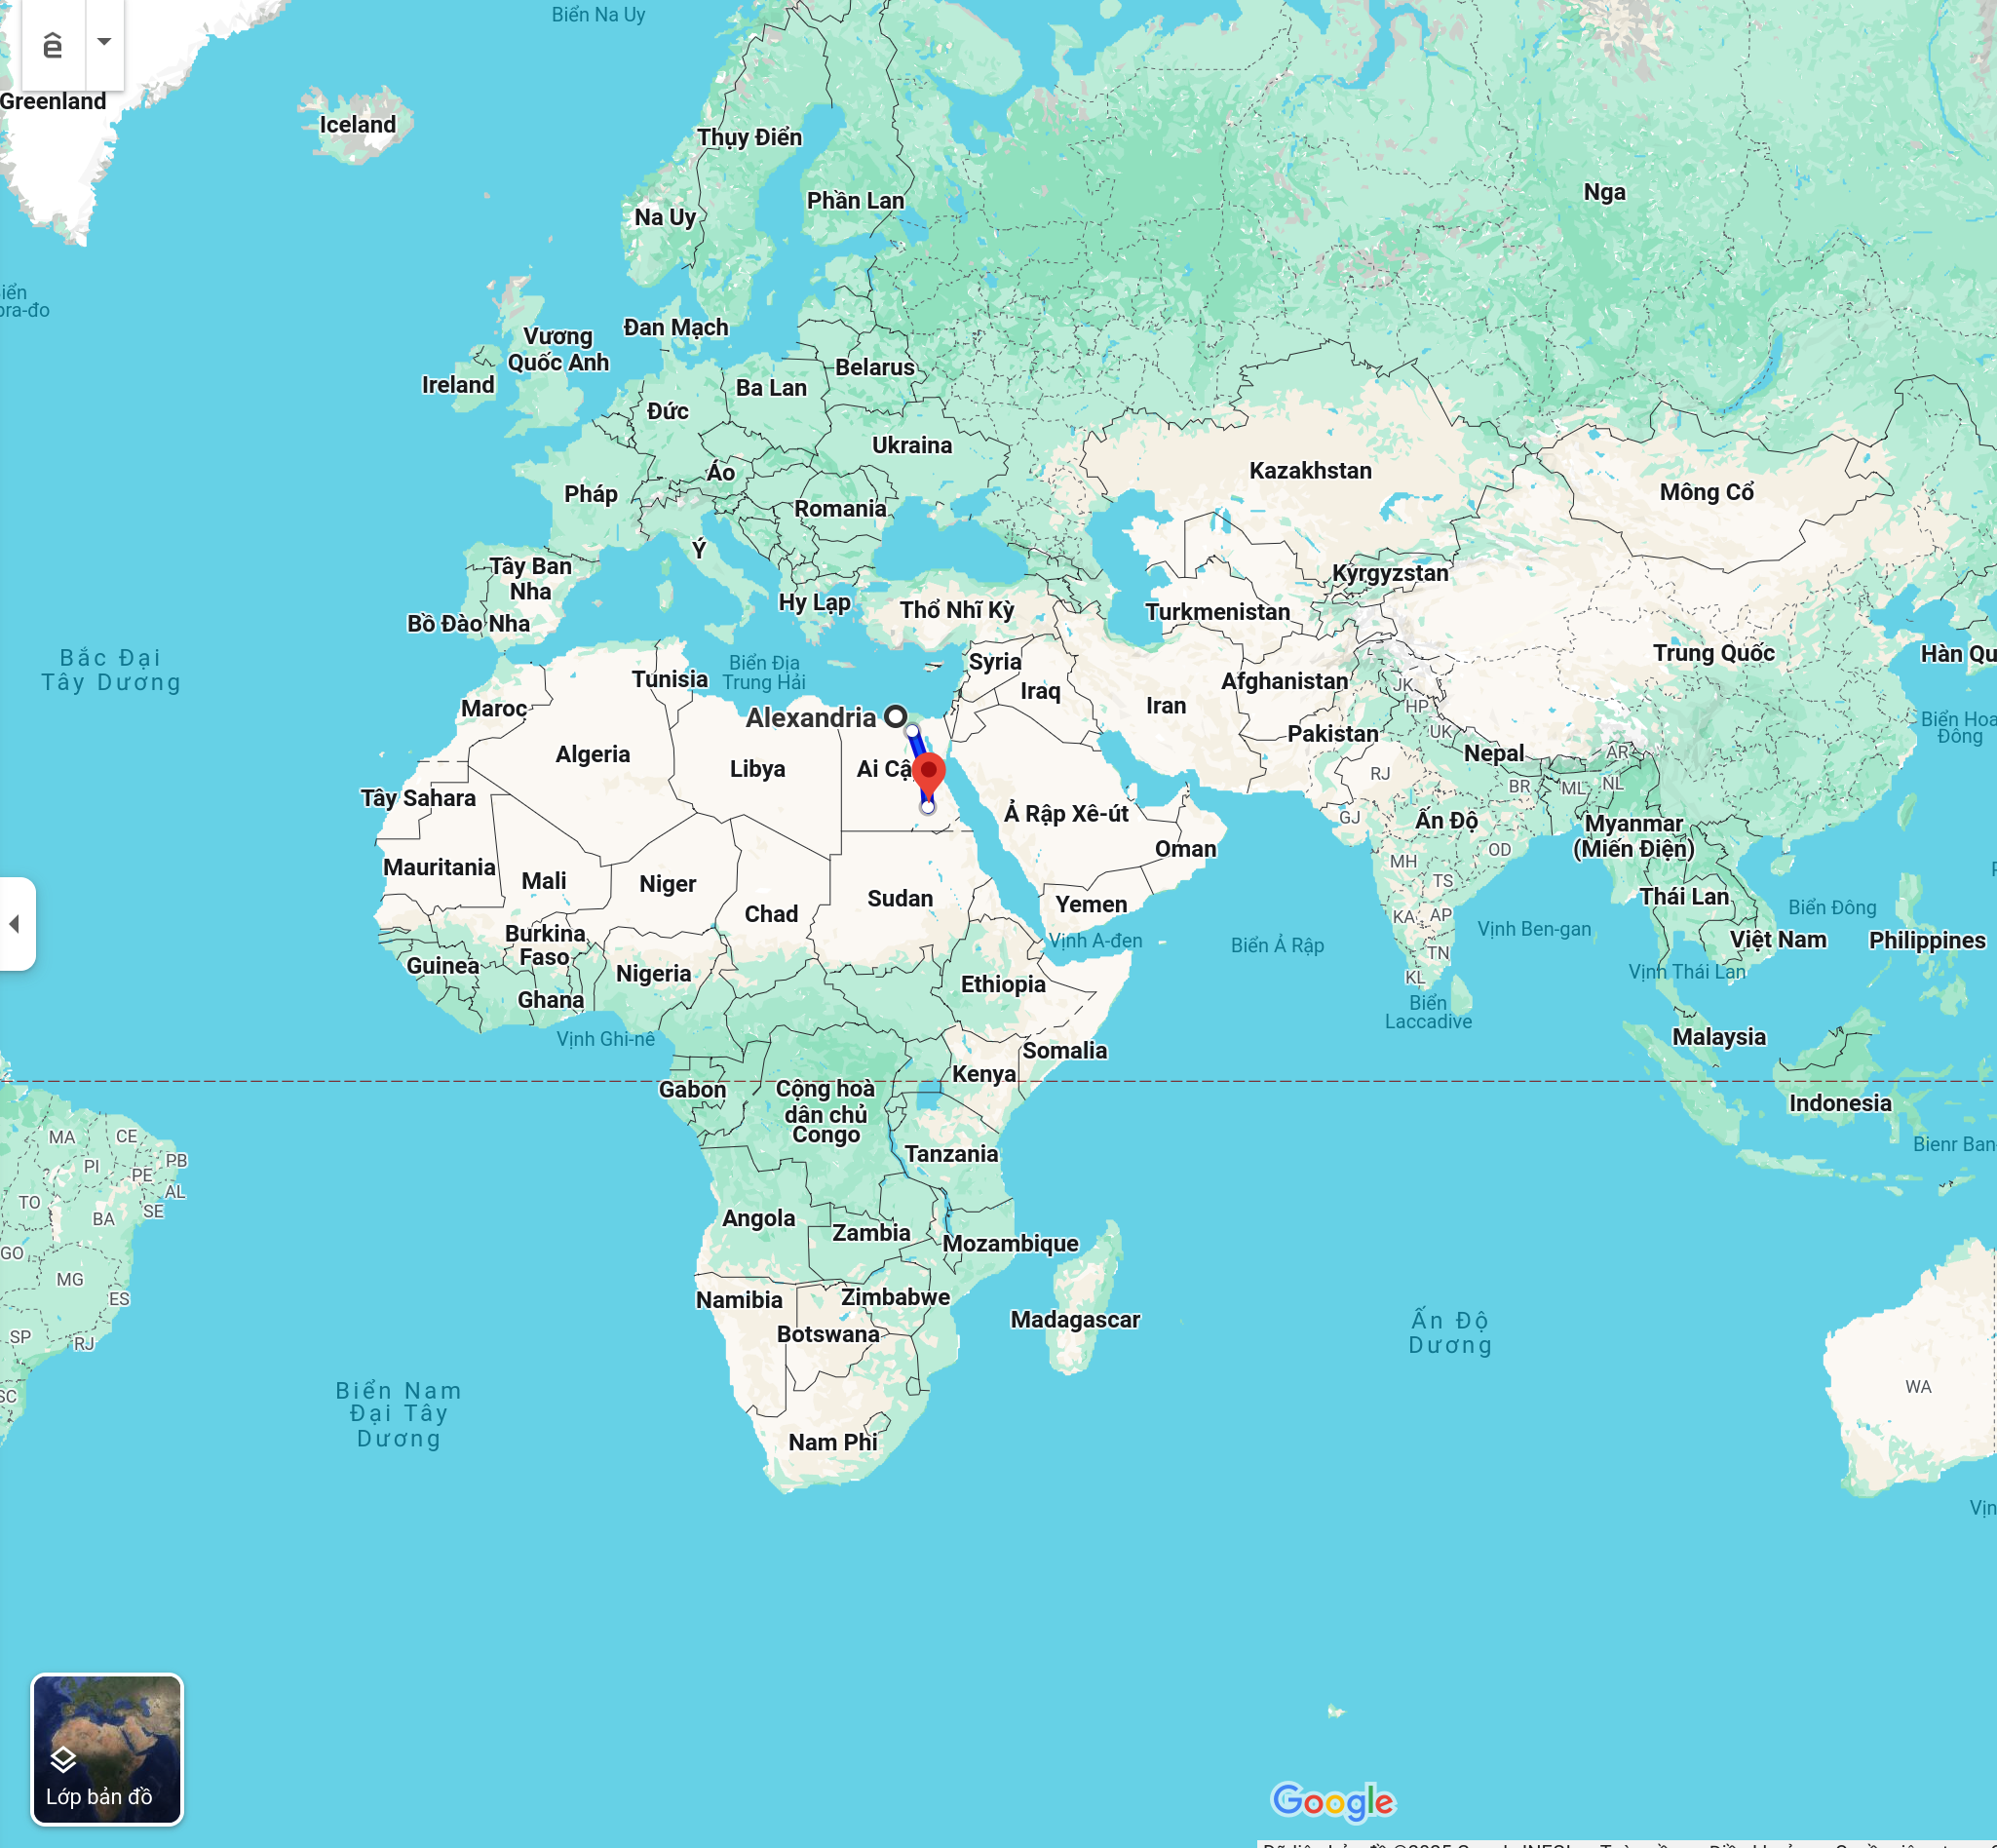 Biển Na Uy
ê
Greenland
Iceland
Thụy Điển
Phần Lan
Na Uy
Nga
iển
ora-đo
Đan Mạch
Vương
Quốc Anh
Ireland
Belarus
Ba Lan
Đức
Ukraina
Áo
Pháp
Romania
Kazakhstan
Mông Cổ
Ý
Tây Ban
Nha
Kyrgyzstan
Hy Lạp
Thổ Nhĩ Kỳ
Turkmenistan
Bồ Đào Nha
Bắc Đại
Tây Dương
Biển Địa
Trung Hải
Syria
Trung Quốc
Hàn Qu
Tunisia
Iraq
Afghanistan
JK
HP
Maroc
Alexandria
Iran
Biển Hoa
Đông
Pakistan
UK
Nepal
AR
Algeria
Libya
Ai Cậ
RJ
BR
ML
NL
Tây Sahara
Ả Rập Xê-út
GJ
Ấn Độ
Myanmar
(Miến Điện)
Oman
MH
OD
Mauritania
Mali
Niger
TS
Sudan
Thái Lan
Chad
Yemen
KA
AP
Biển Đông
Burkina
Faso
Vịnh A-đen
Biển Ả Rập
Vịnh Ben-gan
Việt Nam
Philippines
Guinea
Nigeria
TN
KL
Vịnh Thái Lan
Ethiopia
Ghana
Biển
Laccadive
Vịnh Ghi-nê
Malaysia
Somalia
Kenya
Gabon
Cộng hoà
dân chủ
Congo
Indonesia
MA
CE
PI
PE
PB
Tanzania
Bienr Ban
TO
AL
BA
SE
Angola
Zambia
GO
Mozambique
MG
ES
Namibia
Zimbabwe
Madagascar
Ấn Độ
Dương
SP
RJ
Botswana
SC
Biển Nam
Đại Tây
Dương
WA
Nam Phi
Vịn
Lớp bản đồ
Google